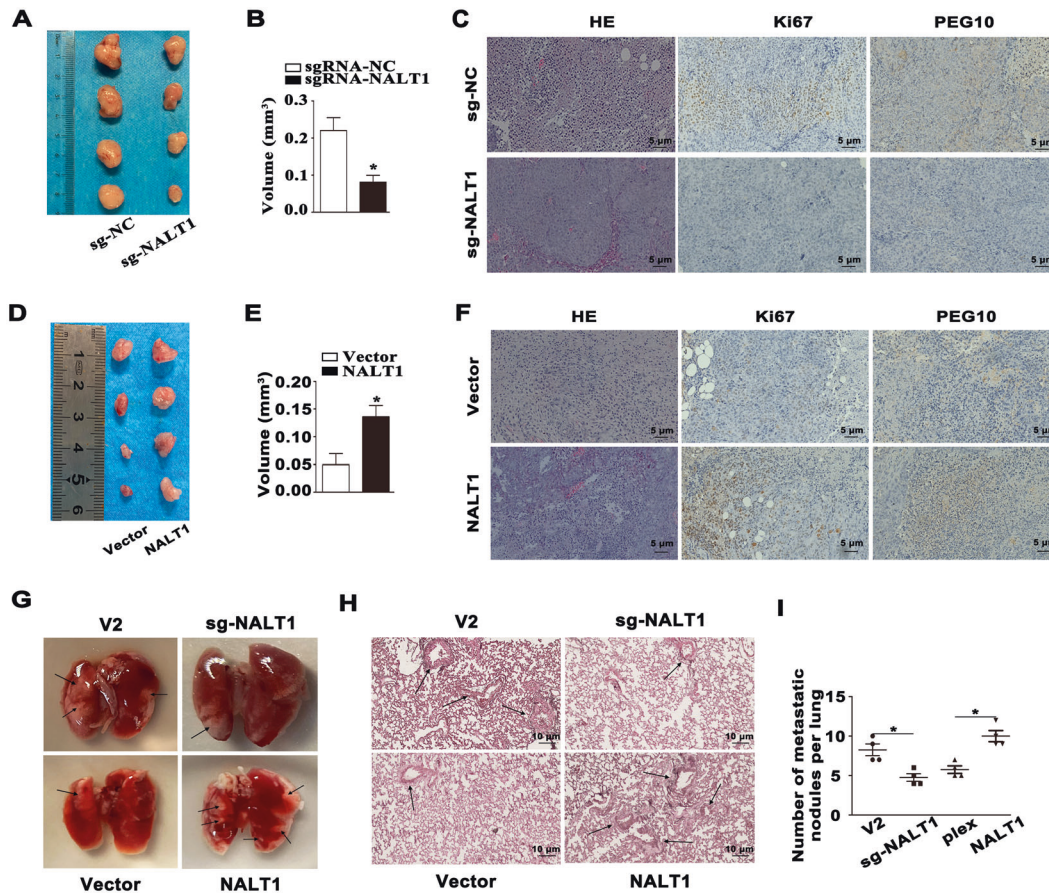 A
sg-NC
sg-NALT1
B
sgRNA-NC
sgRNA-NALT1
Volume (mm³)
0.3
0.2
0.1
0.0
*
C
HE
Ki67
PEG10
sg-NC
5 μm
5 μm
5 μm
sg-NALT1
5 μm
5 μm
5 μm
D
1
2
3
4
5
6
Vector
NALT1
E
Vector
NALT1
Volume (mm³)
0.20
0.15
0.10
0.05
0.00
*
F
HE
Ki67
PEG10
Vector
5 μm
5 μm
5 μm
NALT1
5 μm
5 μm
5 μm
G
V2
sg-NALT1
Vector
NALT1
H
V2
sg-NALT1
10 μm
10 μm
10 μm
10 μm
Vector
NALT1
I
Number of metastatic
nodules per lung
15
10
5
0
*
*
V2
sg-NALT1
plex
NALT1